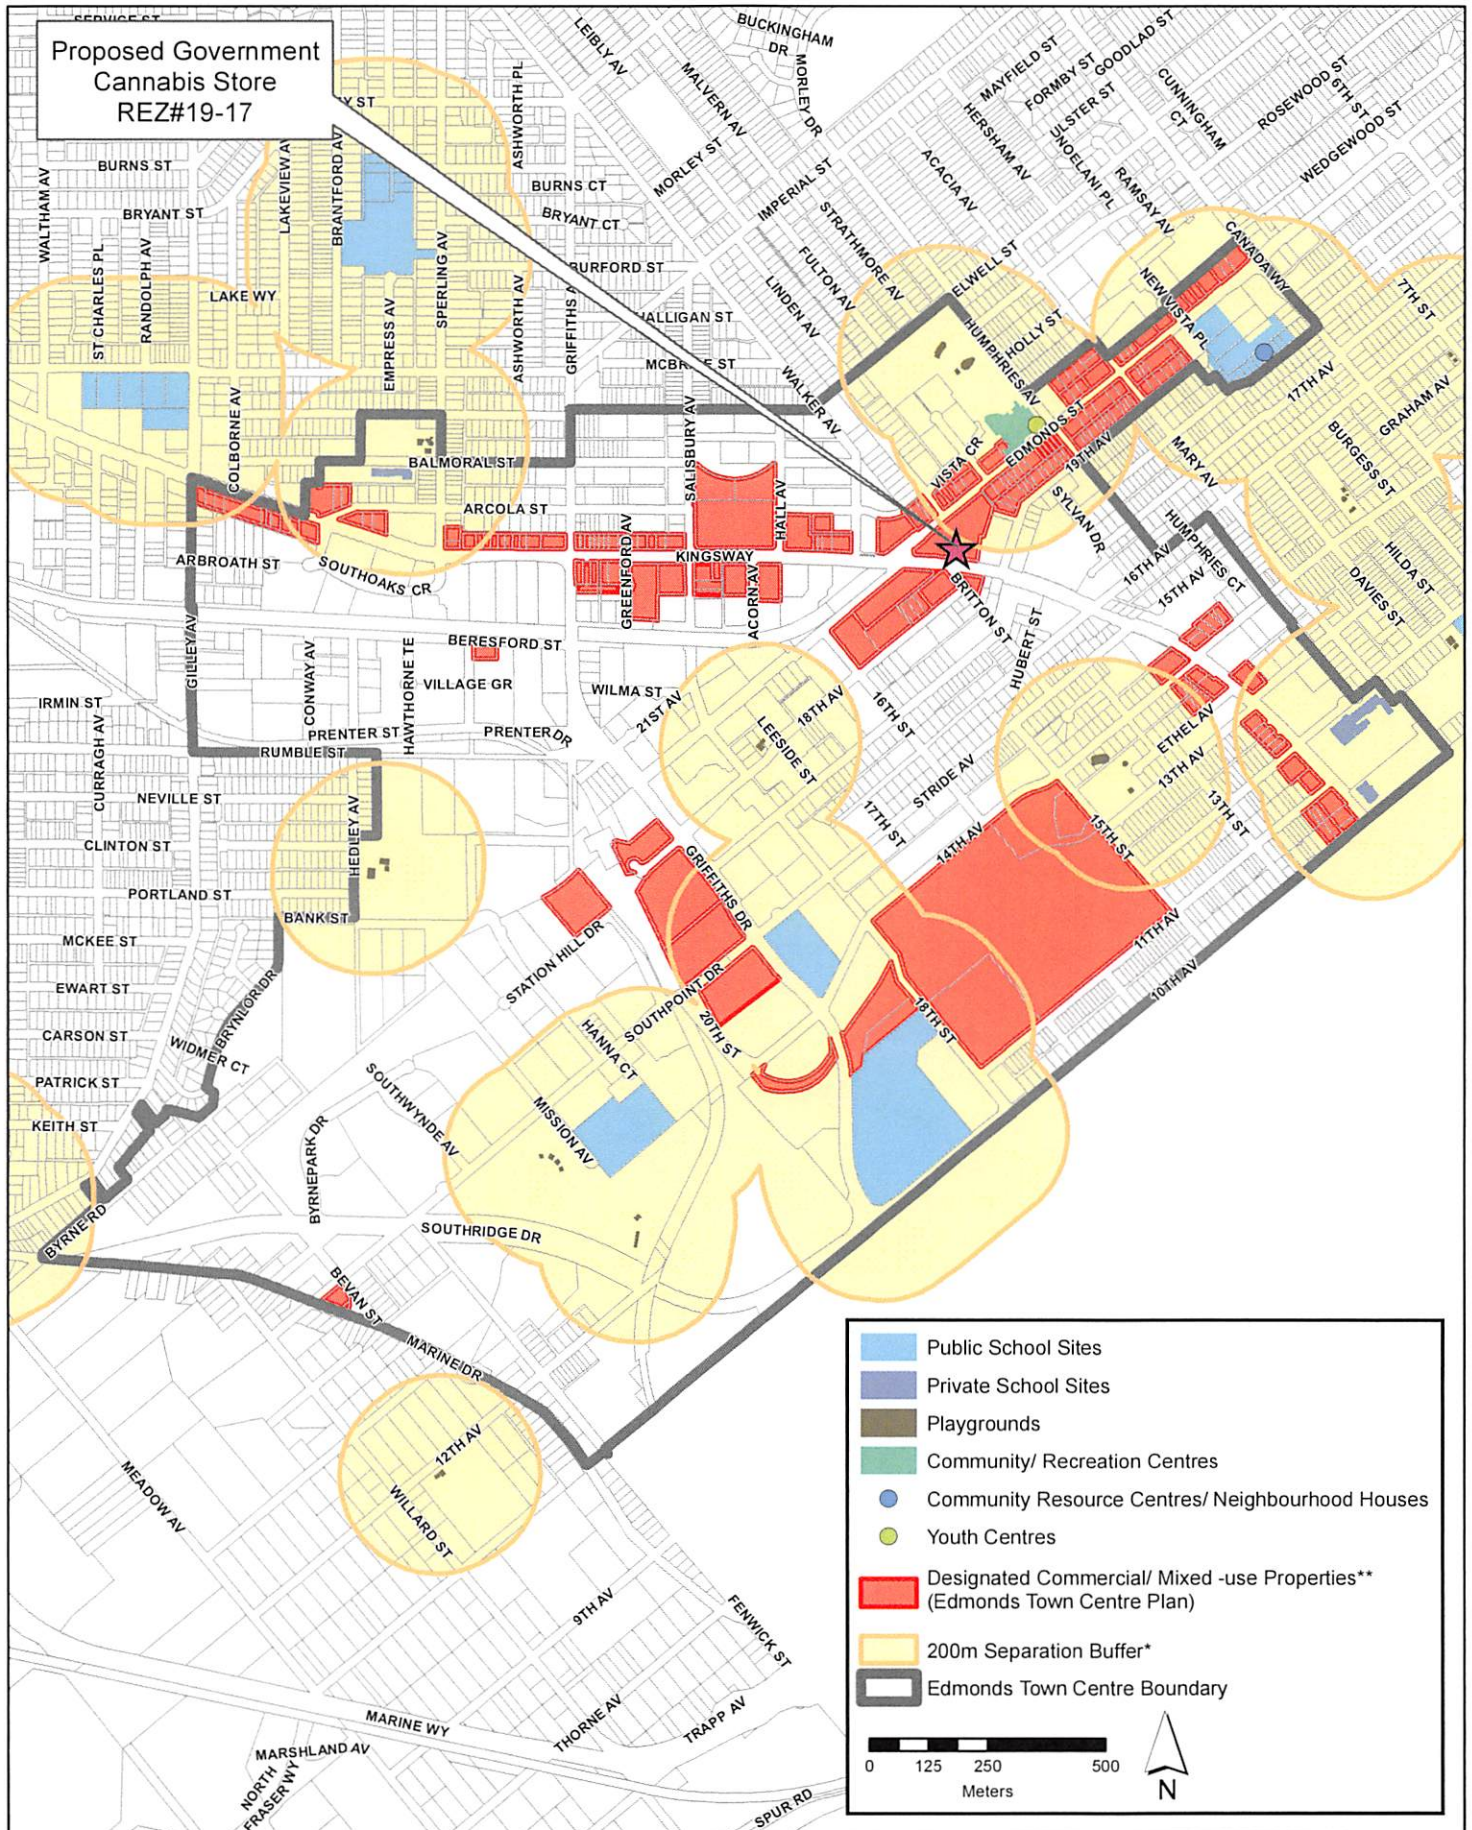 SERVICE ST
Proposed Government
Cannabis Store
REZ#19-17
BUCKINGHAM
DR
LEIBLY AV
MALVERN AV
MORLEY DR
MAYFIELD ST
FORMBY ST
GOODLAD ST
ULSTER ST
HERSHAM AV
NOELANI PL
CUNNINGHAM
CT
ROSEWOOD ST
6TH ST
WEDGEWOOD ST
RAMSAY AV
ACACIA AV
ASHWORTH PL
MORLEY ST
IMPERIAL ST
STRATHMORE AV
FULTON AV
LINDEN AV
ELWELL ST
HUMPHRIES AV
HOLLY ST
WALTHAM AV
BURNS ST
BRYANT ST
LAKEVIEW AV
BRANTFORD AV
BURNS CT
BRYANT CT
BURFORD ST
ST CHARLES PL
RANDOLPH AV
LAKE WY
EMPRESS AV
SPERLING AV
ASHWORTH AV
HALLIGAN ST
WALKER AV
CANADA WY
NEW VISTA PL
7TH ST
17TH AV
GRAHAM AV
BURGESS ST
MARY AV
HILDA ST
DAVIES ST
COLBORNE AV
BALMORAL ST
SALISBURY AV
ARCOLA ST
HALL AV
VISTA CR
EDMONDS ST
19TH AV
SYLVAN DR
HUMPHRIES CT
16TH AV
15TH AV
ARBROATH ST
SOUTHOAKS CR
GREENFORD AV
KINGSWAY
ACORN AV
BRITTON ST
HUBERT ST
GILLEY AV
BERESFORD ST
CONWAY AV
HAWTHORNE TE
VILLAGE GR
WILMA ST
21ST AV
18TH AV
LEESIDE ST
16TH ST
STRIDE AV
17TH ST
ETHEL AV
13TH AV
13TH ST
15TH ST
14TH AV
11TH AV
10TH AV
IRMIN ST
CURRAGH AV
PRENTER ST
PRENTER DR
RUMBLE ST
NEVILLE ST
HEDLEY AV
CLINTON ST
PORTLAND ST
BANK ST
MCKEE ST
EWART ST
CARSON ST
PATRICK ST
KEITH ST
BRYNLOR DR
WIDMER CT
GRIFFITHS DR
STATION HILL DR
SOUTHPOINT DR
20TH ST
18TH ST
HANNA CT
MISSION AV
SOUTHWYNDE AV
BYRNEPARK DR
SOUTHRIDGE DR
BYRNE RD
BEVAN ST
MARINE DR
12TH AV
WILLARD ST
MEADOW AV
9TH AV
FENWICK ST
THORNE AV
TRAPP AV
MARINE WY
MARSHLAND AV
NORTH
FRASER WY
SPUR RD
Public School Sites
Private School Sites
Playgrounds
Community/ Recreation Centres
Community Resource Centres/ Neighbourhood Houses
Youth Centres
Designated Commercial/ Mixed -use Properties**
(Edmonds Town Centre Plan)
200m Separation Buffer*
Edmonds Town Centre Boundary
0 125 250 500
Meters
N